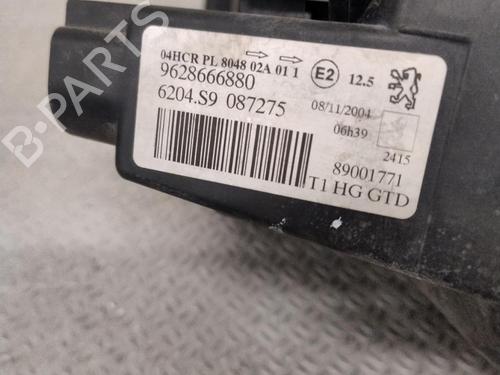 04HCR PL 8048 02A 01 1 E2 12.5
9628666880
6204.S9 087275
08/11/2004
06h39
2415
89001771
T1 HG GTD
B-PARTS